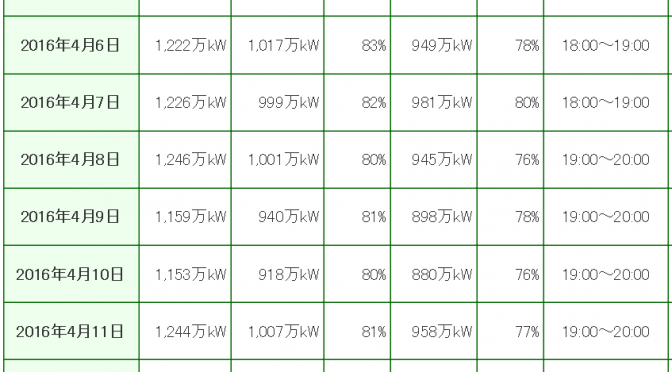 2016年4月6日 1,222万kW 1,017万kW 83% 949万kW 78% 18:00～19:00
2016年4月7日 1,226万kW 999万kW 82% 981万kW 80% 18:00～19:00
2016年4月8日 1,246万kW 1,001万kW 80% 945万kW 76% 19:00～20:00
2016年4月9日 1,159万kW 940万kW 81% 898万kW 78% 19:00～20:00
2016年4月10日 1,153万kW 918万kW 80% 880万kW 76% 19:00～20:00
2016年4月11日 1,244万kW 1,007万kW 81% 958万kW 77% 19:00～20:00